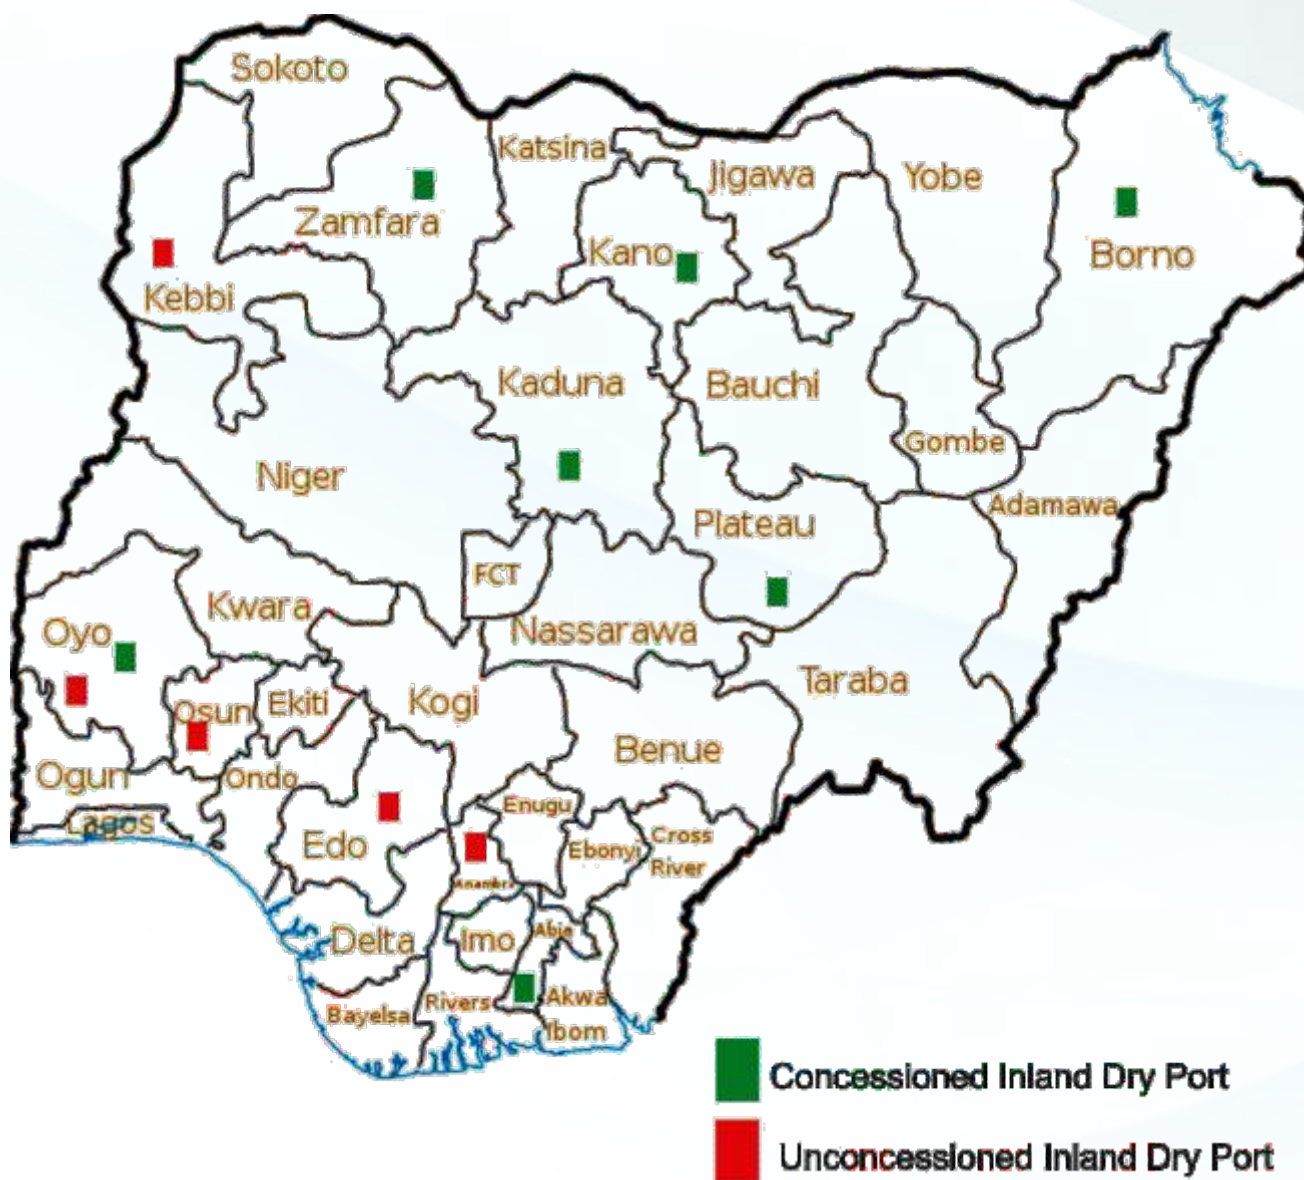 Sokoto
Katsina
Jigawa
Yobe
Zamfara
Kano
Borno
Kebbi
Kaduna
Bauchi
Gombe
Niger
Adamawa
Plateau
FCT
Kwara
Nassarawa
Oyo
Taraba
Ekiti
Kogi
Osun
Benue
Ogun
Ondo
Enugu
Lagos
Edo
Ebonyi
Cross
River
Anambra
Abia
Delta
Imo
Akwa
Ibom
Rivers
Bayelsa
Concessioned Inland Dry Port
Unconcessioned Inland Dry Port